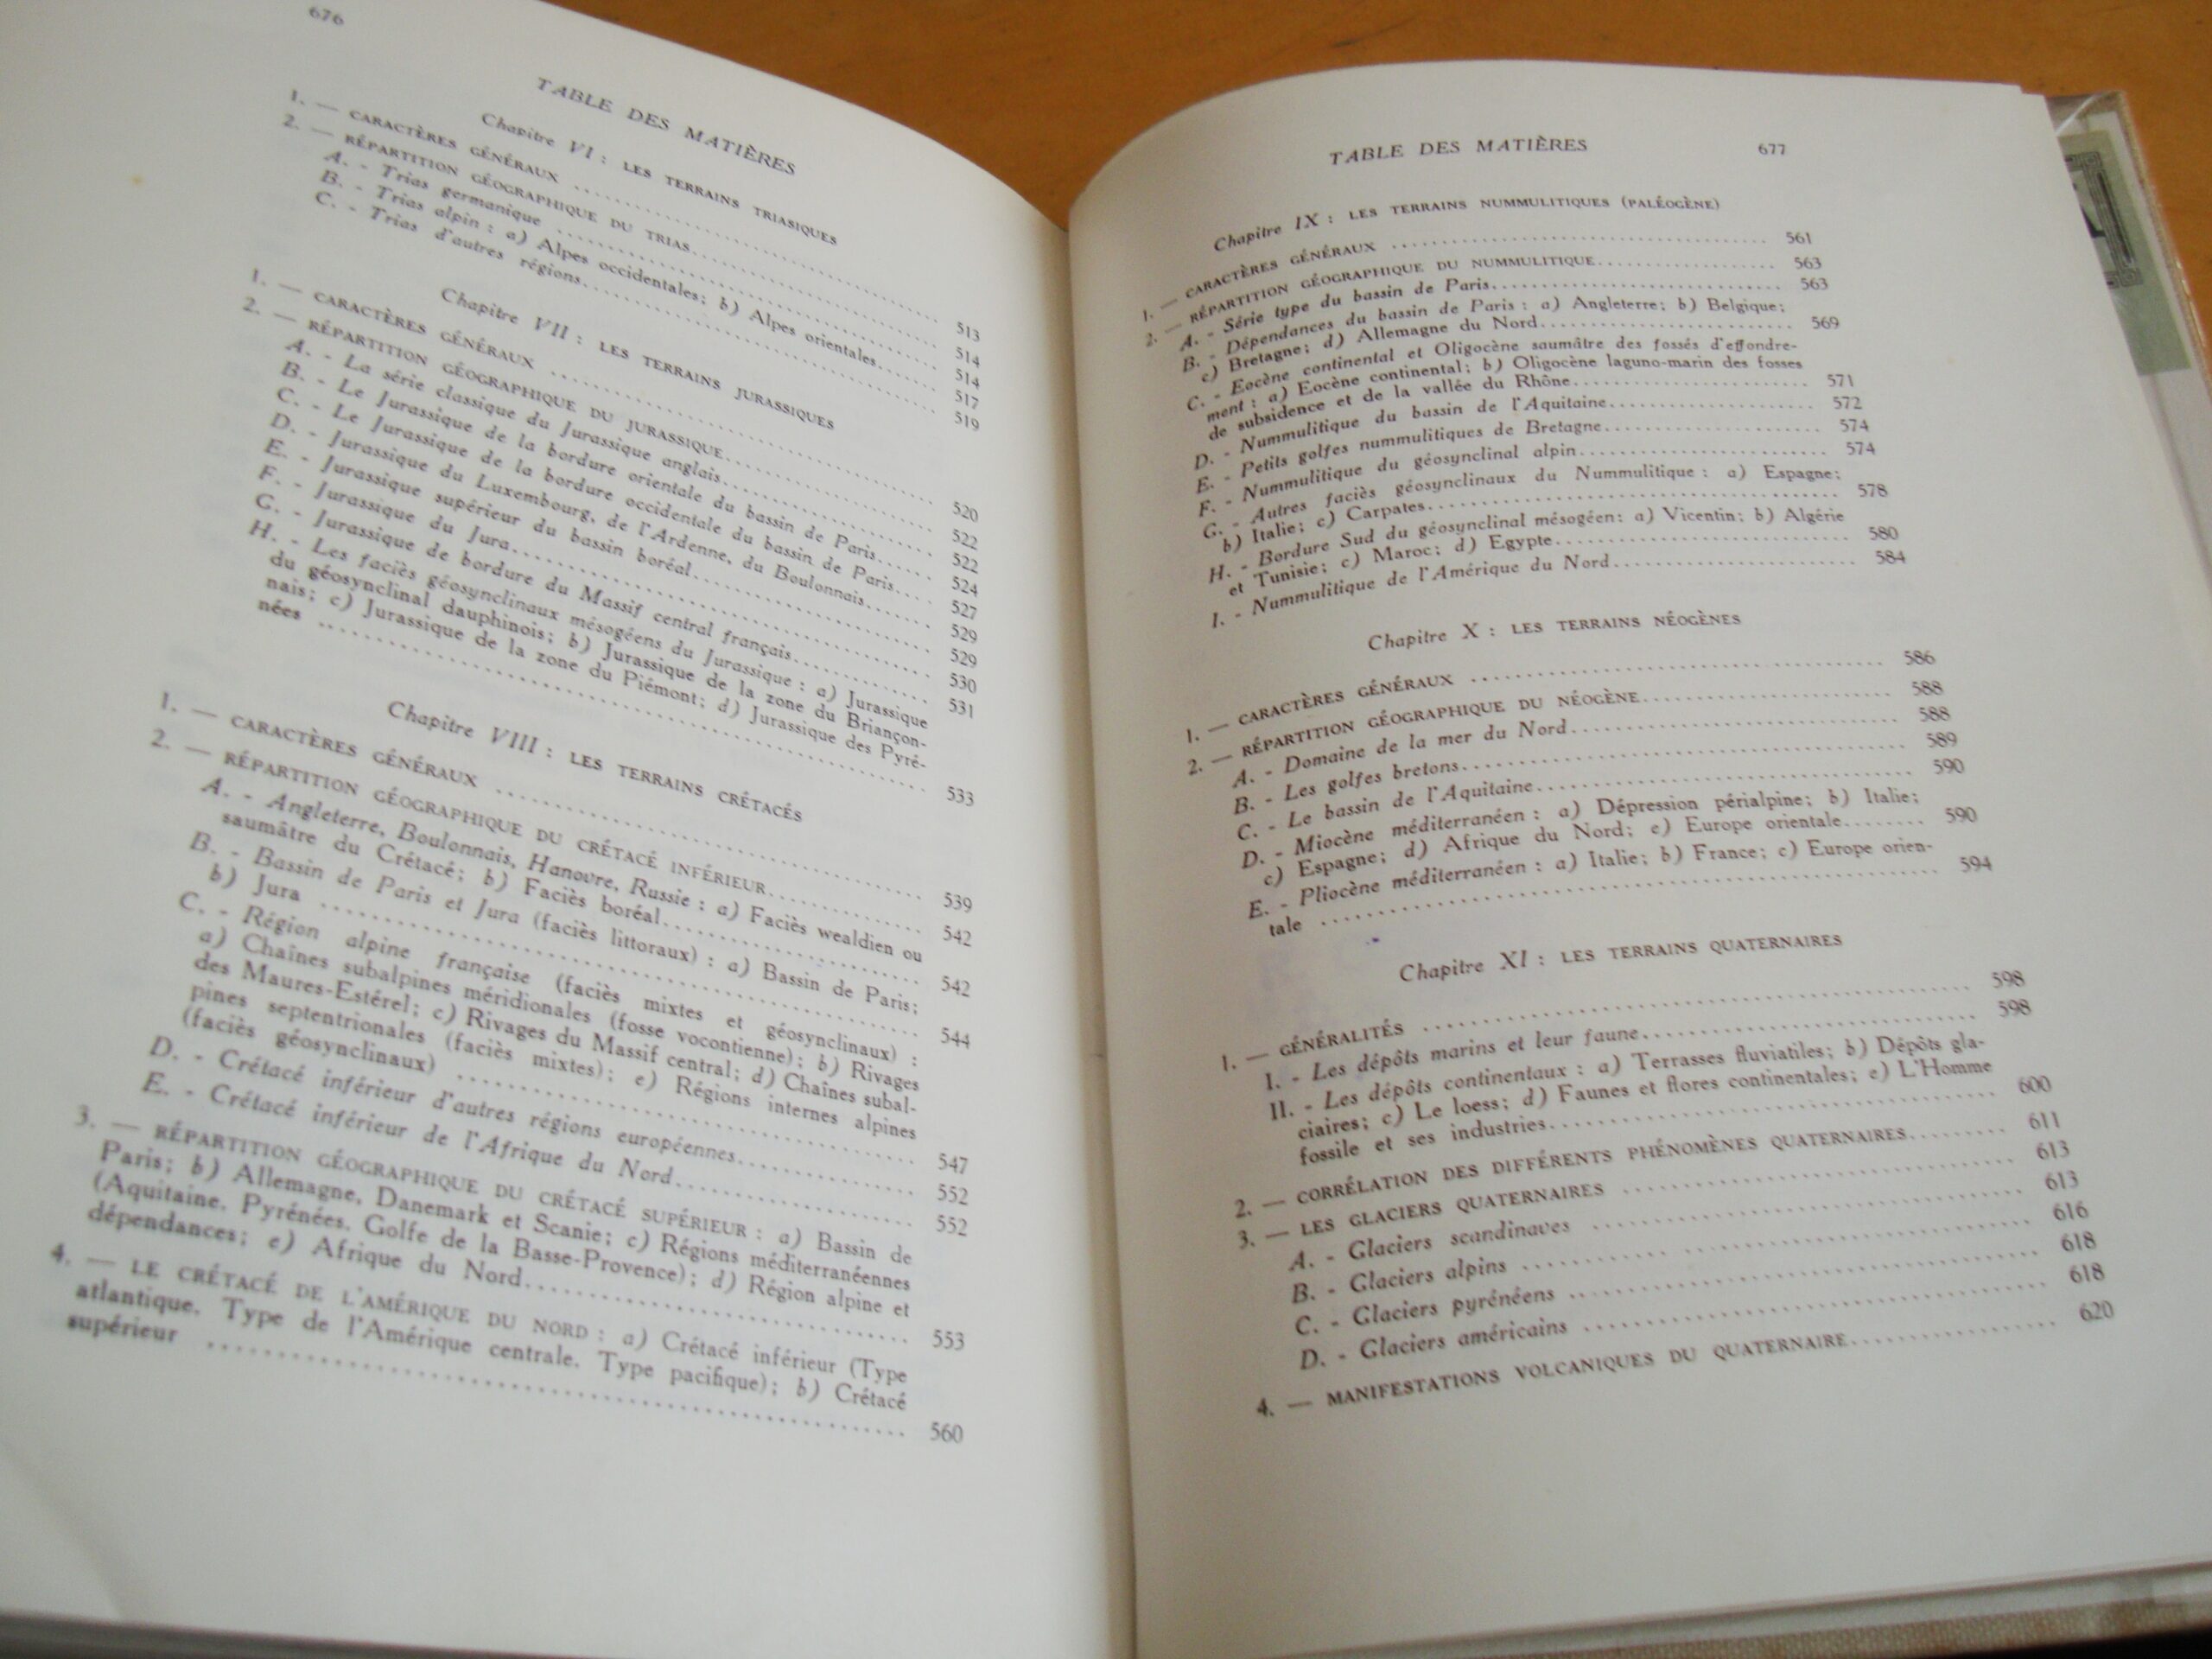 676
TABLE DES MATIÈRES
Chapitre VI : LES TERRAINS TRIASIQUES
1. — CARACTÈRES GÉNÉRAUX .......... 513
2. — RÉPARTITION GÉOGRAPHIQUE DU TRIAS.......... 514
A. - Trias germanique .......... 514
B. - Trias alpin : a) Alpes occidentales; b) Alpes orientales....... 517
C. - Trias d'autres régions.......... 519
Chapitre VII : LES TERRAINS JURASSIQUES
1. — CARACTÈRES GÉNÉRAUX .......... 520
2. — RÉPARTITION GÉOGRAPHIQUE DU JURASSIQUE.......... 522
A. - La série classique du Jurassique anglais.......... 522
B. - Le Jurassique de la bordure orientale du bassin de Paris...... 524
C. - Le Jurassique de la bordure occidentale du bassin de Paris.... 527
D. - Jurassique du Luxembourg, de l'Ardenne, du Boulonnais....... 529
E. - Jurassique supérieur du bassin boréal.......... 529
F. - Jurassique du Jura.......... 530
G. - Jurassique de bordure du Massif central français.......... 531
H. - Les faciès géosynclinaux mésogéens du Jurassique : a) Jurassique
du géosynclinal dauphinois; b) Jurassique de la zone du Briançon-
nais; c) Jurassique de la zone du Piémont; d) Jurassique des Pyré-
nées .......... 533
Chapitre VIII : LES TERRAINS CRÉTACÉS
1. — CARACTÈRES GÉNÉRAUX .......... 539
2. — RÉPARTITION GÉOGRAPHIQUE DU CRÉTACÉ INFÉRIEUR.......... 542
A. - Angleterre, Boulonnais, Hanovre, Russie : a) Faciès wealdien ou
saumâtre du Crétacé; b) Faciès boréal.......... 542
B. - Bassin de Paris et Jura (faciès littoraux) : a) Bassin de Paris;
b) Jura .......... 544
C. - Région alpine française (faciès mixtes et géosynclinaux) :
a) Chaînes subalpines méridionales (fosse vocontienne); b) Rivages
des Maures-Estérel; c) Rivages du Massif central; d) Chaînes subal-
pines septentrionales (faciès mixtes); e) Régions internes alpines
(faciès géosynclinaux) .......... 547
D. - Crétacé inférieur d'autres régions européennes.......... 552
E. - Crétacé inférieur de l'Afrique du Nord.......... 552
3. — RÉPARTITION GÉOGRAPHIQUE DU CRÉTACÉ SUPÉRIEUR : a) Bassin de
Paris; b) Allemagne, Danemark et Scanie; c) Régions méditerranéennes
(Aquitaine, Pyrénées, Golfe de la Basse-Provence); d) Région alpine et
dépendances; e) Afrique du Nord.......... 553
4. — LE CRÉTACÉ DE L'AMÉRIQUE DU NORD : a) Crétacé inférieur (Type
atlantique, Type de l'Amérique centrale, Type pacifique); b) Crétacé
supérieur .......... 560
TABLE DES MATIÈRES 677
Chapitre IX : LES TERRAINS NUMMULITIQUES (PALÉOGÈNE)
1. — CARACTÈRES GÉNÉRAUX .......... 561
2. — RÉPARTITION GÉOGRAPHIQUE DU NUMMULITIQUE.......... 563
A. - Série type du bassin de Paris.......... 563
B. - Dépendances du bassin de Paris : a) Angleterre; b) Belgique;
c) Bretagne; d) Allemagne du Nord.......... 569
C. - Eocène continental et Oligocène saumâtre des fossés d'effondre-
ment : a) Eocène continental; b) Oligocène laguno-marin des fosses
de subsidence et de la vallée du Rhône.......... 571
D. - Nummulitique du bassin de l'Aquitaine.......... 572
E. - Petits golfes nummulitiques de Bretagne.......... 574
F. - Nummulitique du géosynclinal alpin.......... 574
G. - Autres faciès géosynclinaux du Nummulitique : a) Espagne;
b) Italie; c) Carpates.......... 578
H. - Bordure Sud du géosynclinal mésogéen: a) Vicentin; b) Algérie
et Tunisie; c) Maroc; d) Egypte.......... 580
I. - Nummulitique de l'Amérique du Nord.......... 584
Chapitre X : LES TERRAINS NÉOGÈNES
1. — CARACTÈRES GÉNÉRAUX .......... 586
2. — RÉPARTITION GÉOGRAPHIQUE DU NÉOGÈNE.......... 588
A. - Domaine de la mer du Nord.......... 588
B. - Les golfes bretons.......... 589
C. - Le bassin de l'Aquitaine.......... 590
D. - Miocène méditerranéen : a) Dépression périalpine; b) Italie;
c) Espagne; d) Afrique du Nord; e) Europe orientale........ 590
E. - Pliocène méditerranéen : a) Italie; b) France; c) Europe orien-
tale .......... 594
Chapitre XI : LES TERRAINS QUATERNAIRES
1. — GÉNÉRALITÉS .......... 598
I. - Les dépôts marins et leur faune.......... 598
II. - Les dépôts continentaux : a) Terrasses fluviatiles; b) Dépôts gla-
ciaires; c) Le loess; d) Faunes et flores continentales; e) L'Homme
fossile et ses industries.......... 600
2. — CORRÉLATION DES DIFFÉRENTS PHÉNOMÈNES QUATERNAIRES......... 611
3. — LES GLACIERS QUATERNAIRES .......... 613
A. - Glaciers scandinaves .......... 613
B. - Glaciers alpins .......... 616
C. - Glaciers pyrénéens .......... 618
D. - Glaciers américains .......... 618
4. — MANIFESTATIONS VOLCANIQUES DU QUATERNAIRE.......... 620